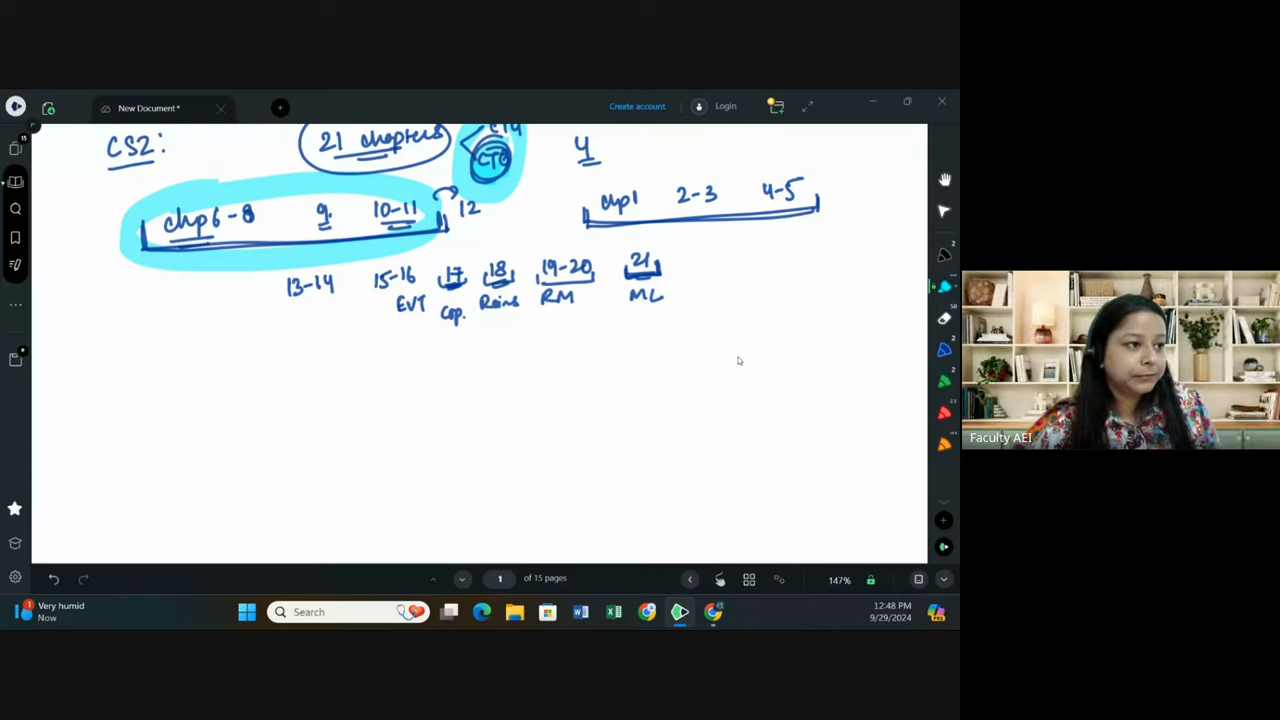 New Document*
Create account
Login
CS2:
21 chapters
CT4
CT6
4
chp 6-8 9. 10-11 12
chp1 2-3 4-5
13-14 15-16 17 18 19-20 21
EVT Cop. Reins RM ML
Faculty AEI
1 of 15 pages
147%
Very humid
Now
Search
12:48 PM
9/29/2024